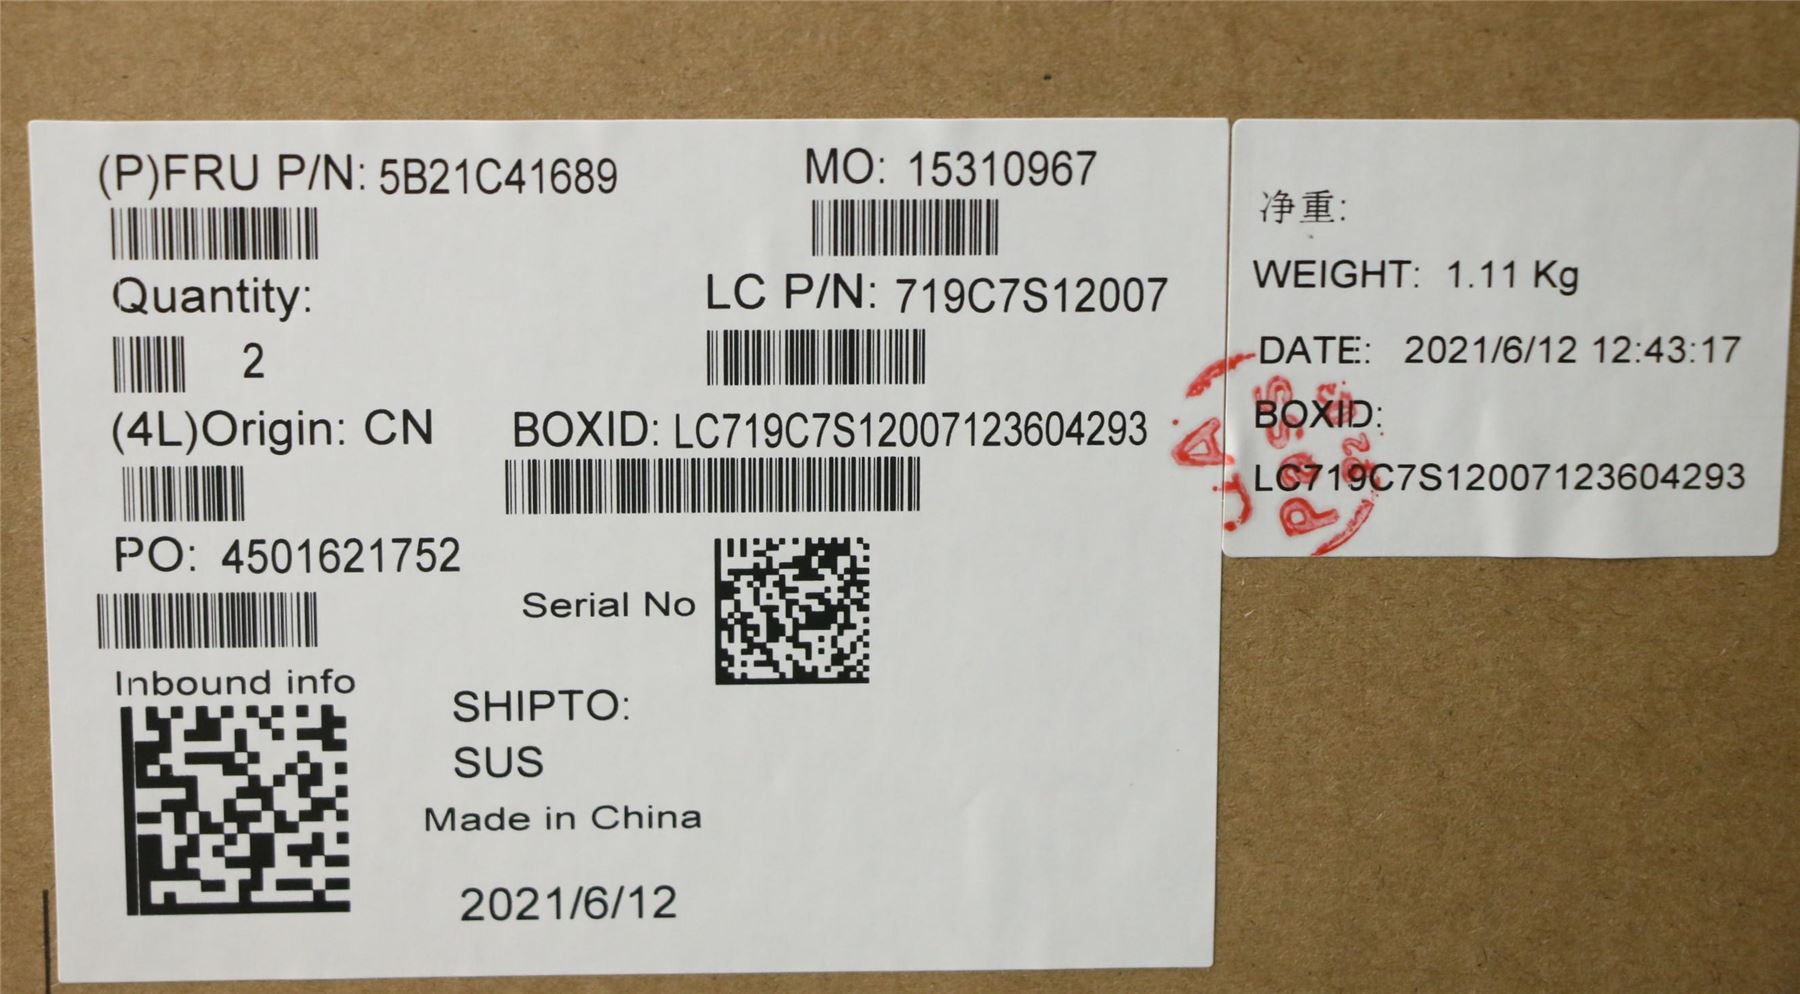 (P)FRU P/N: 5B21C41689
MO: 15310967
Quantity:
2
LC P/N: 719C7S12007
(4L)Origin: CN
BOXID: LC719C7S12007123604293
PO: 4501621752
Serial No
Inbound info
SHIPTO:
SUS
Made in China
2021/6/12
净重:
WEIGHT: 1.11 Kg
DATE: 2021/6/12 12:43:17
BOXID:
LC719C7S12007123604293
PASS